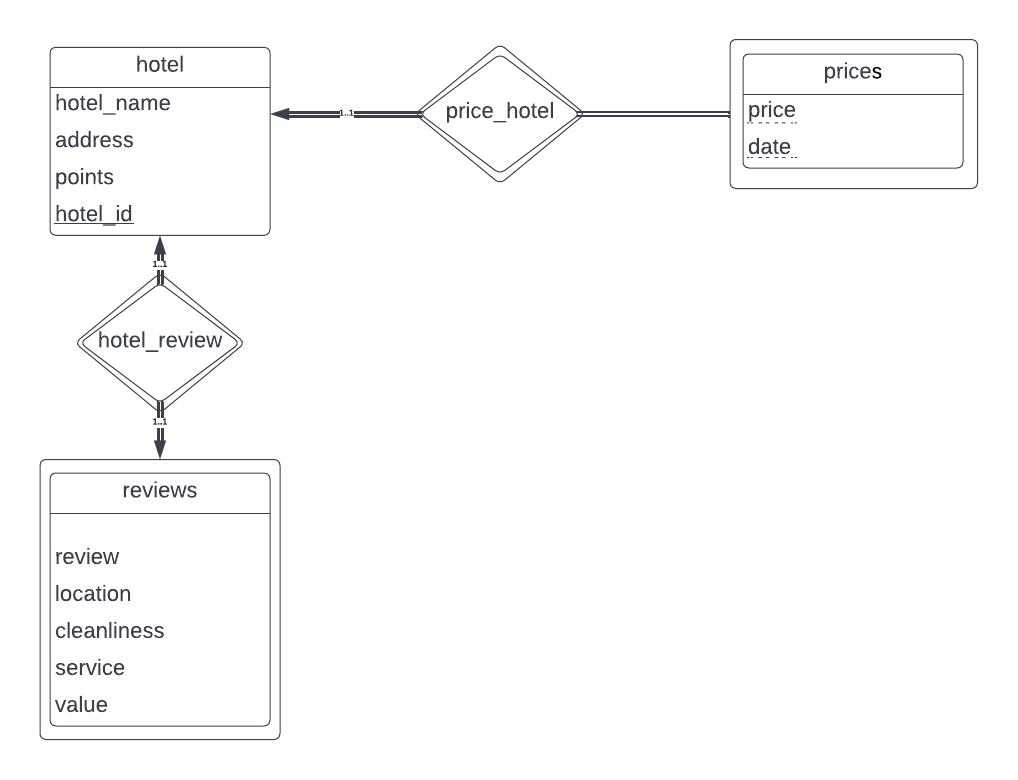 hotel
hotel_name
address
points
hotel_id
1..1
price_hotel
prices
price
date
1..1
hotel_review
1..1
reviews
review
location
cleanliness
service
value